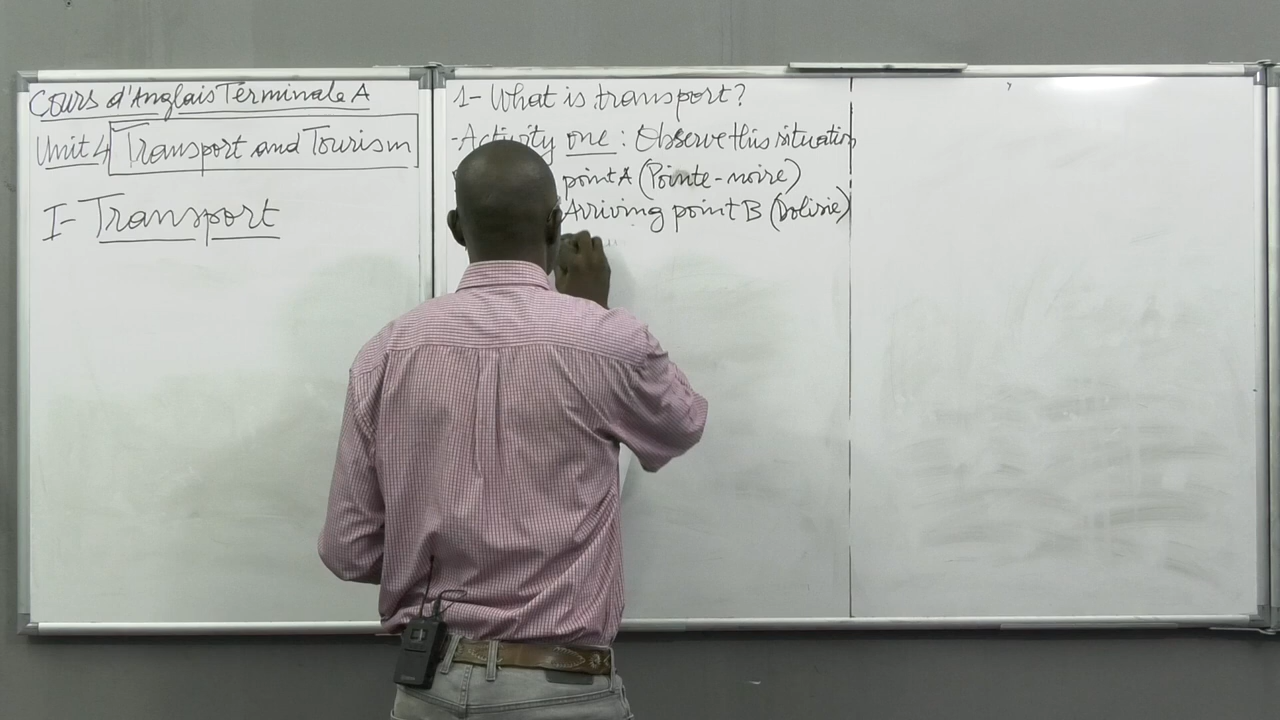 Cours d'Anglais Terminale A
Unit 4 Transport and Tourism
I- Transport
1- What is transport?
-Activity one : Observe this situation
point A (Pointe-noire)
Arriving point B (Dolisie)